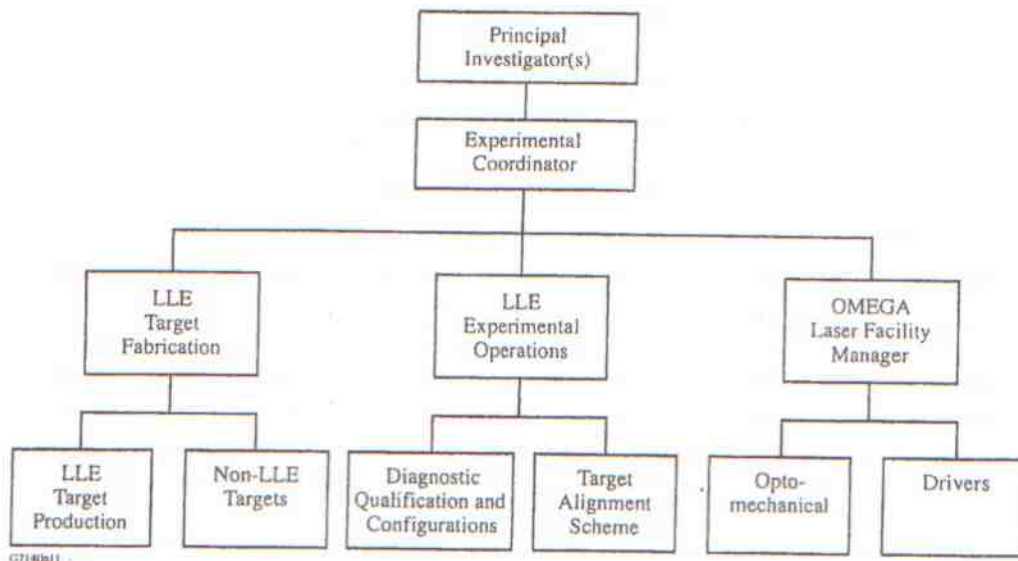 Principal
Investigator(s)
Experimental
Coordinator
LLE
Target
Fabrication
LLE
Experimental
Operations
OMEGA
Laser Facility
Manager
LLE
Target
Production
Non-LLE
Targets
Diagnostic
Qualification and
Configurations
Target
Alignment
Scheme
Opto-
mechanical
Drivers